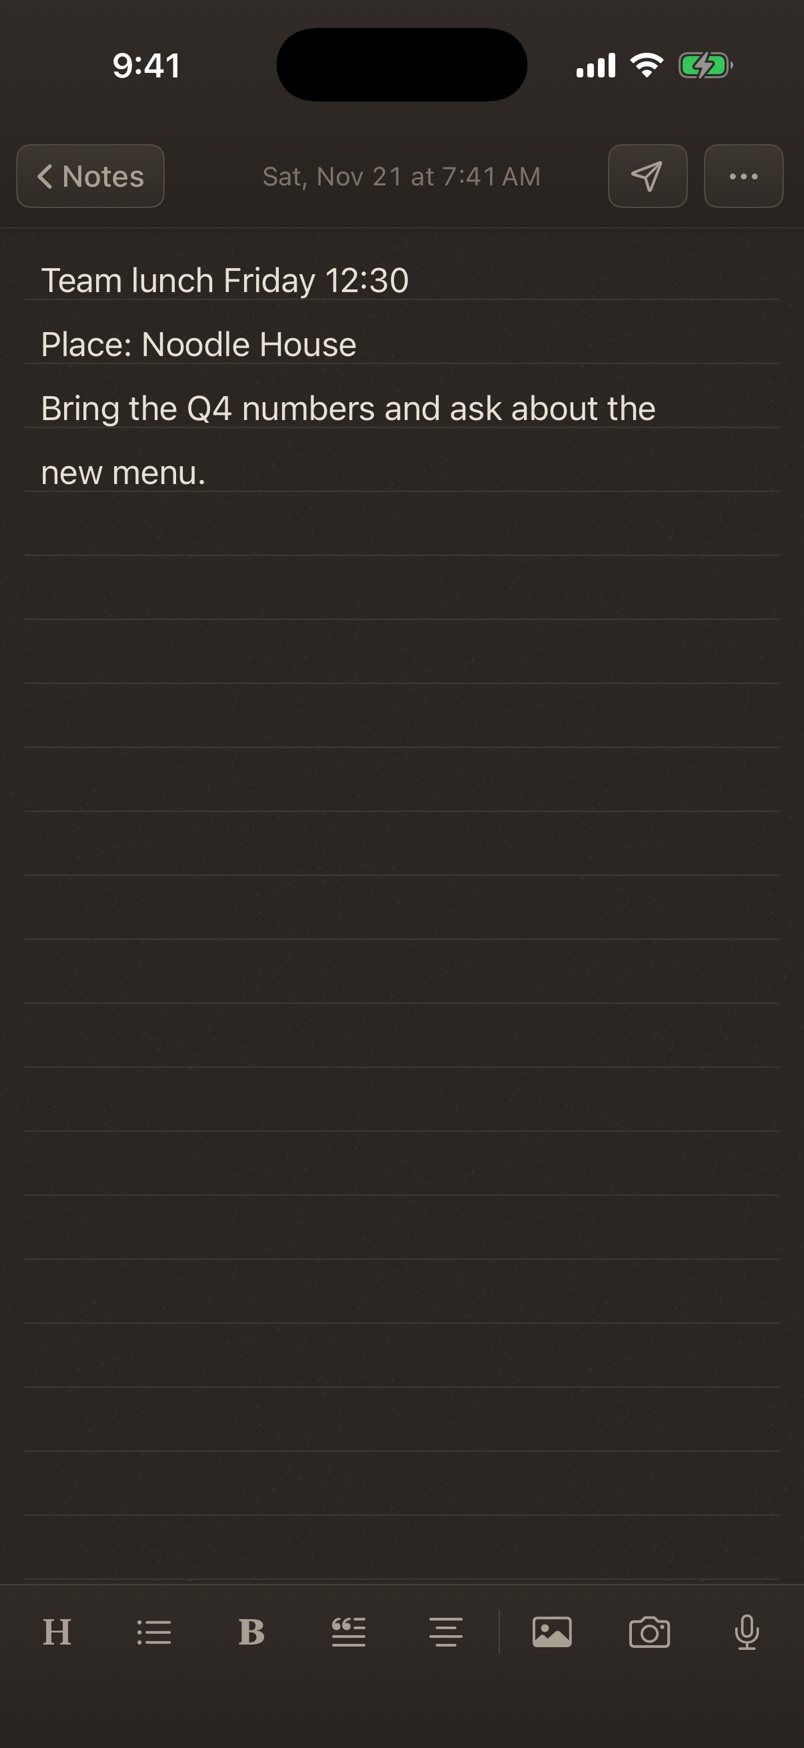 9:41
Notes
Sat, Nov 21 at 7:41 AM
Team lunch Friday 12:30
Place: Noodle House
Bring the Q4 numbers and ask about the
new menu.
H B